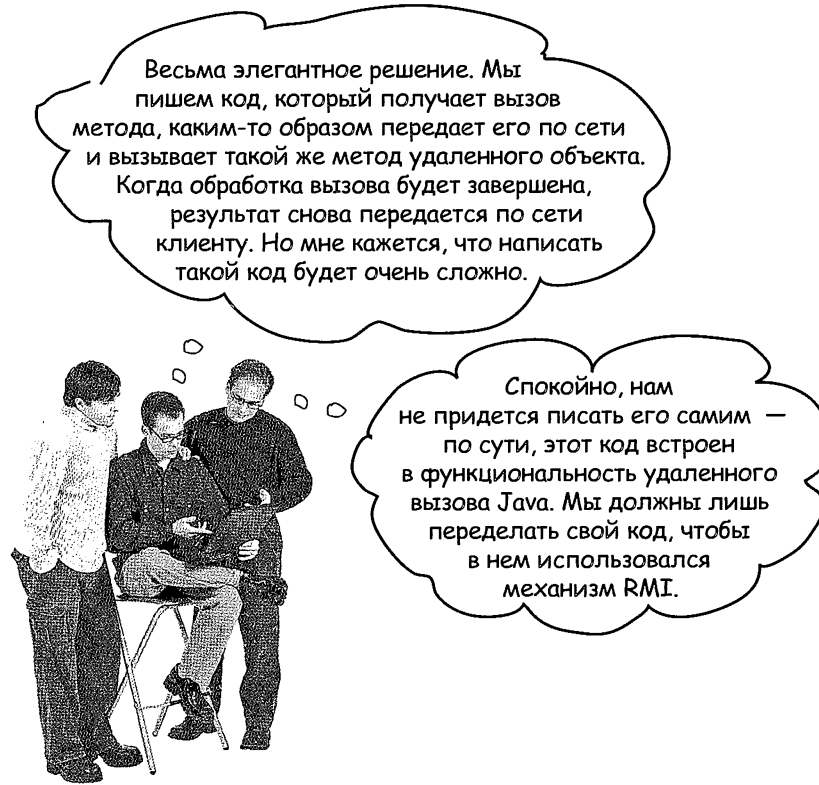 Весьма элегантное решение. Мы
пишем код, который получает вызов
метода, каким-то образом передает его по сети
и вызывает такой же метод удаленного объекта.
Когда обработка вызова будет завершена,
результат снова передается по сети
клиенту. Но мне кажется, что написать
такой код будет очень сложно.
Спокойно, нам
не придется писать его самим —
по сути, этот код встроен
в функциональность удаленного
вызова Java. Мы должны лишь
переделать свой код, чтобы
в нем использовался
механизм RMI.